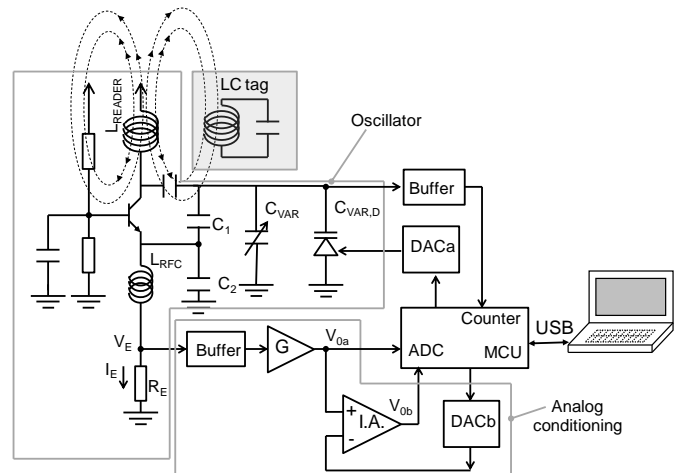 LC tag
L_READER
Oscillator
Buffer
C_1
C_VAR
C_VAR,D
DACa
L_RFC
C_2
Counter
USB
V_E
Buffer
G
V_0a
ADC
MCU
I_E
R_E
+
I.A.
-
V_0b
DACb
Analog
conditioning